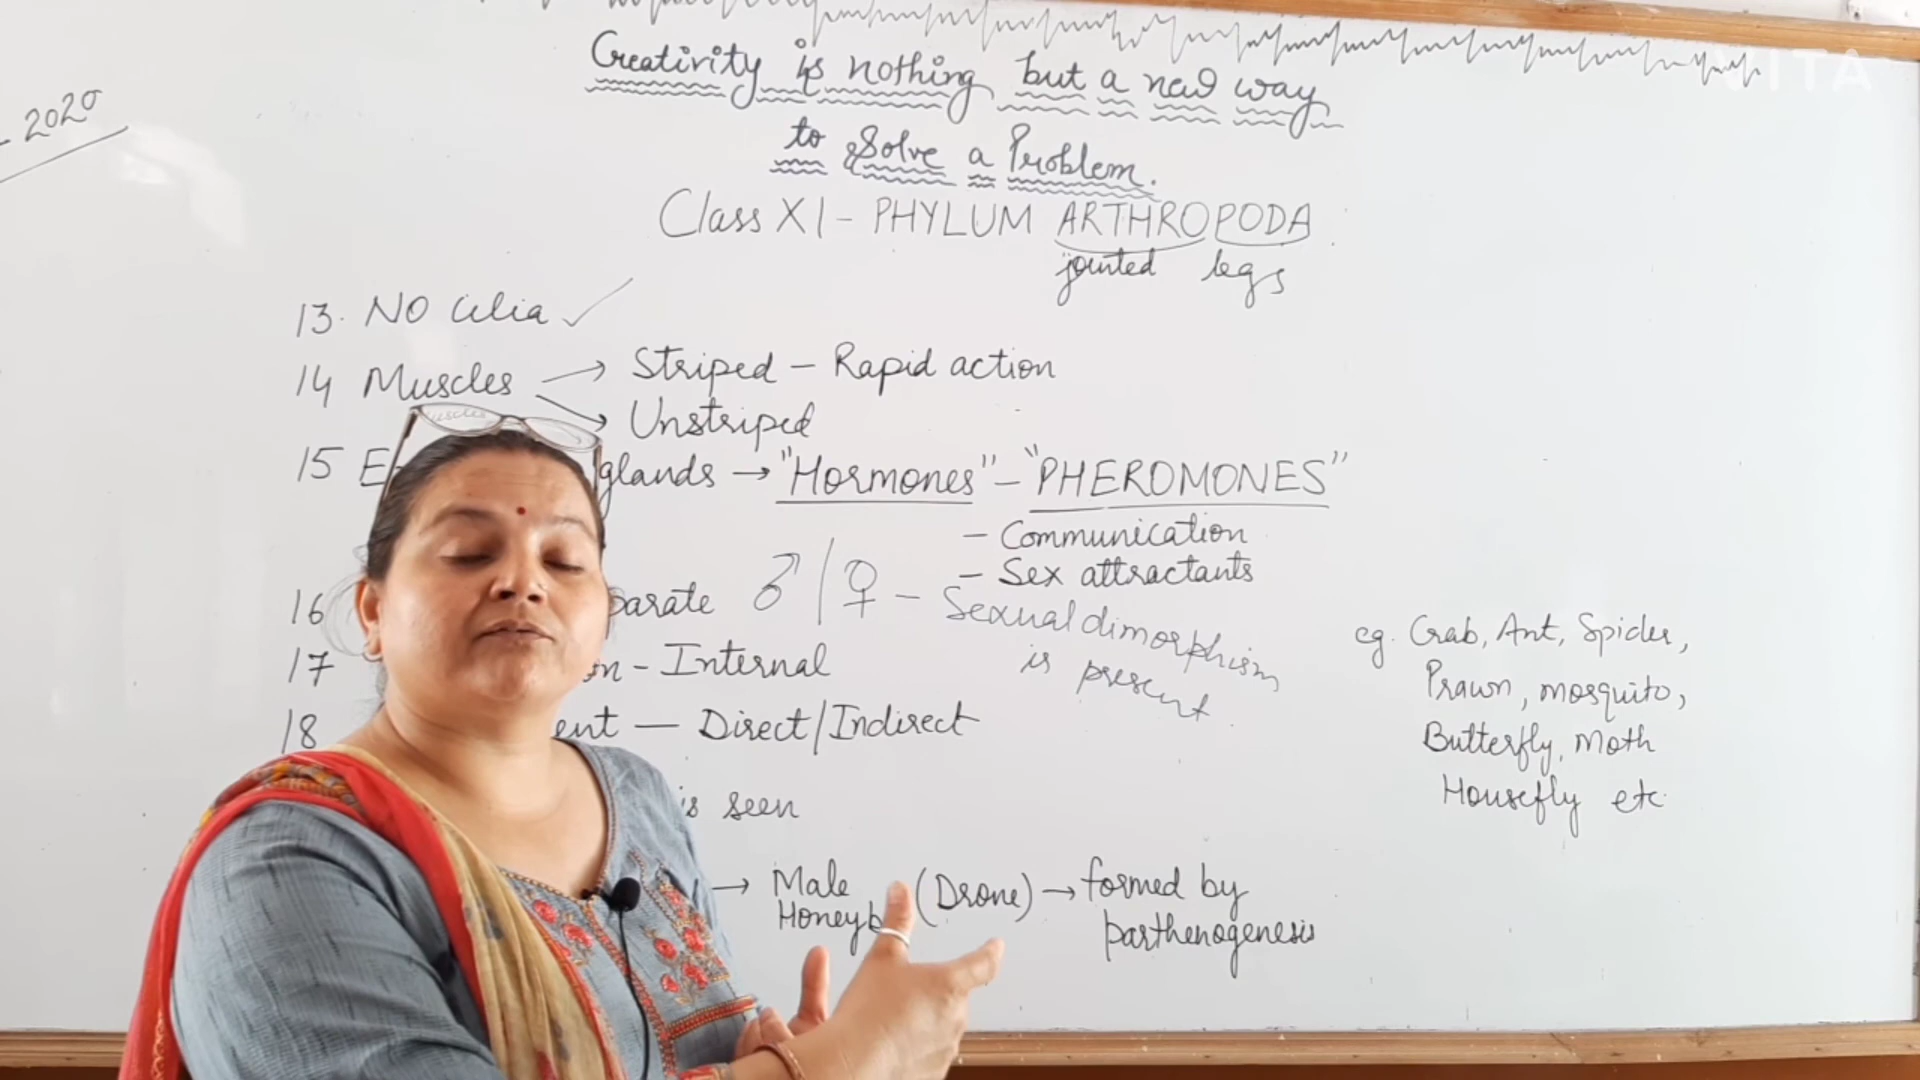 - 2020
Creativity is nothing but a new way
to Solve a Problem.
Class XI - PHYLUM ARTHROPODA
jointed legs
13. NO Cilia ✓
14 Muscles → Striped - Rapid action
→ Unstriped
15 glands → "Hormones" - "PHEROMONES"
- Communication
- Sex attractants
16 ♂ / ♀ - Sexual dimorphism
is present
17 - Internal
18 — Direct/Indirect
is seen
→ Male (Drone) → formed by
parthenogenesis
eg. Crab, Ant, Spider,
Prawn, mosquito,
Butterfly, Moth
Housefly etc